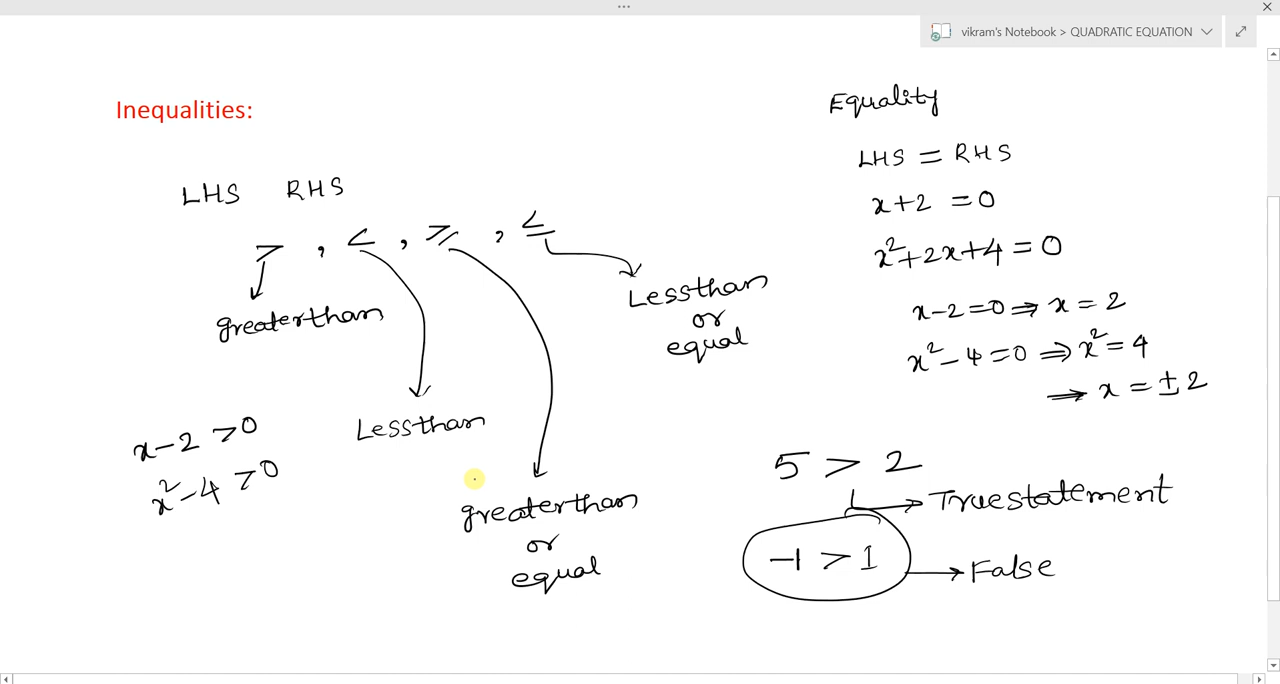 vikram's Notebook > QUADRATIC EQUATION
Inequalities:
LHS RHS
> , < , ≥ , ≤
greaterthan
Lessthan
greaterthan
or
equal
Lessthan
or
equal
x-2 >0
x²-4 >0
Equality
LHS = RHS
x+2 =0
x²+2x+4=0
x-2=0 ⇒ x=2
x²-4=0 ⇒ x²=4
⇒ x=±2
5 > 2
Truestatement
-1 > 1
False